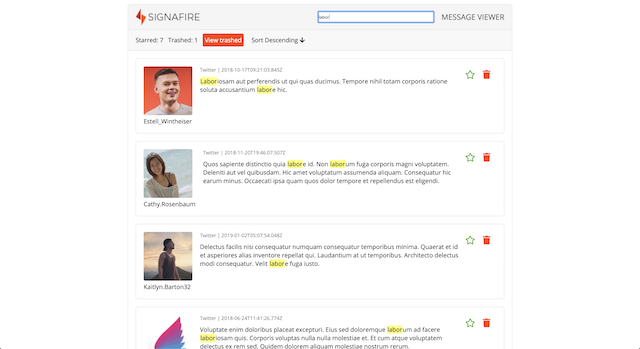 SIGNAFIRE
labor
MESSAGE VIEWER
Starred: 7 Trashed: 1 View trashed Sort Descending
Twitter | 2018-10-17T09:21:03.845Z
Laboriosam aut perferendis ut qui quas ducimus. Tempore nihil totam corporis ratione
soluta accusantium labore hic.
Estell_Wintheiser
Twitter | 2018-11-20T19:46:07.507Z
Quos sapiente distinctio quia labore id. Non laborum fuga corporis magni voluptatem.
Deleniti aut vel quibusdam. Hic amet voluptatum assumenda aliquam. Consequatur hic
earum minus. Occaecati ipsa quam quos dolor tempore et repellendus est eligendi.
Cathy.Rosenbaum
Twitter | 2019-01-02T05:07:54.048Z
Delectus facilis nisi consequatur numquam consequatur temporibus minima. Quaerat et id
et asperiores alias inventore repellat qui. Laudantium at ut temporibus. Architecto delectus
modi consequatur. Velit labore fuga iusto.
Kaitlyn.Barton32
Twitter | 2018-06-24T11:41:26.774Z
Voluptate enim doloribus placeat excepturi. Eius sed doloremque laborum ad facere
laboriosam quis. Corporis voluptas nulla nulla molestiae et. Et cum atque voluptatem
delectus ex rem sed. Quidem dolorem aliquam molestiae nostrum rerum.